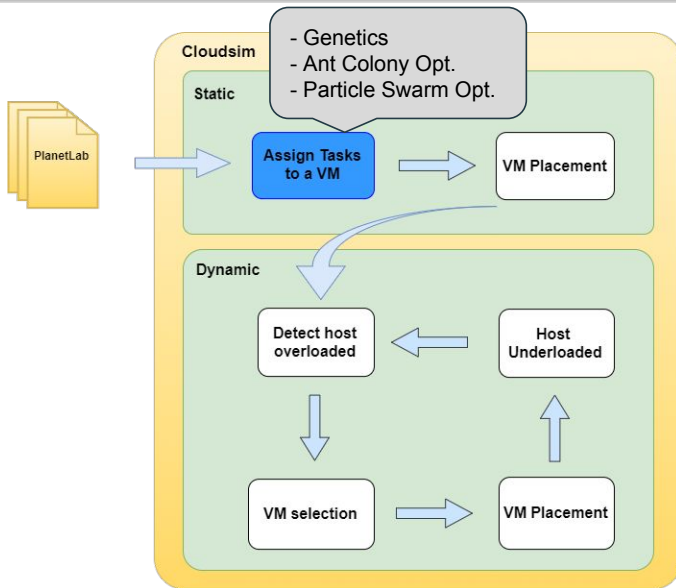 Cloudsim
- Genetics
- Ant Colony Opt.
- Particle Swarm Opt.
Static
PlanetLab
Assign Tasks
to a VM
VM Placement
Dynamic
Detect host
overloaded
Host
Underloaded
VM selection
VM Placement